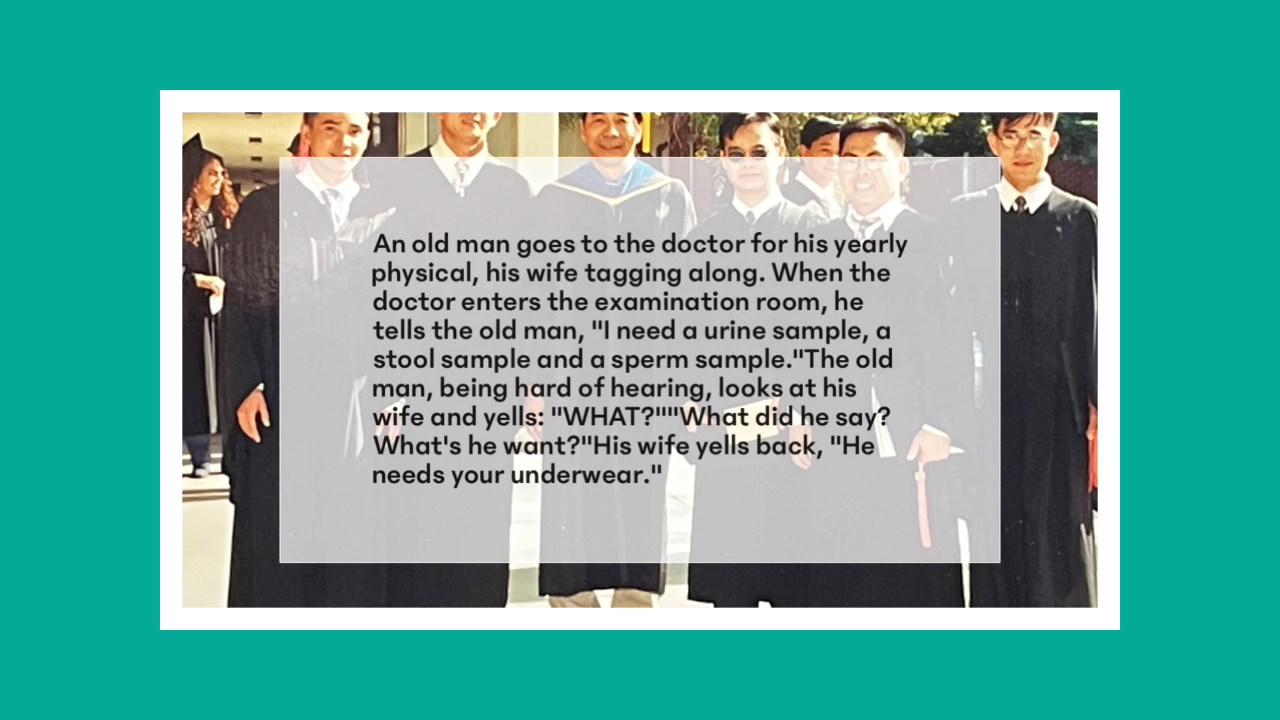 An old man goes to the doctor for his yearly
physical, his wife tagging along. When the
doctor enters the examination room, he
tells the old man, "I need a urine sample, a
stool sample and a sperm sample."The old
man, being hard of hearing, looks at his
wife and yells: "WHAT?""What did he say?
What's he want?"His wife yells back, "He
needs your underwear."